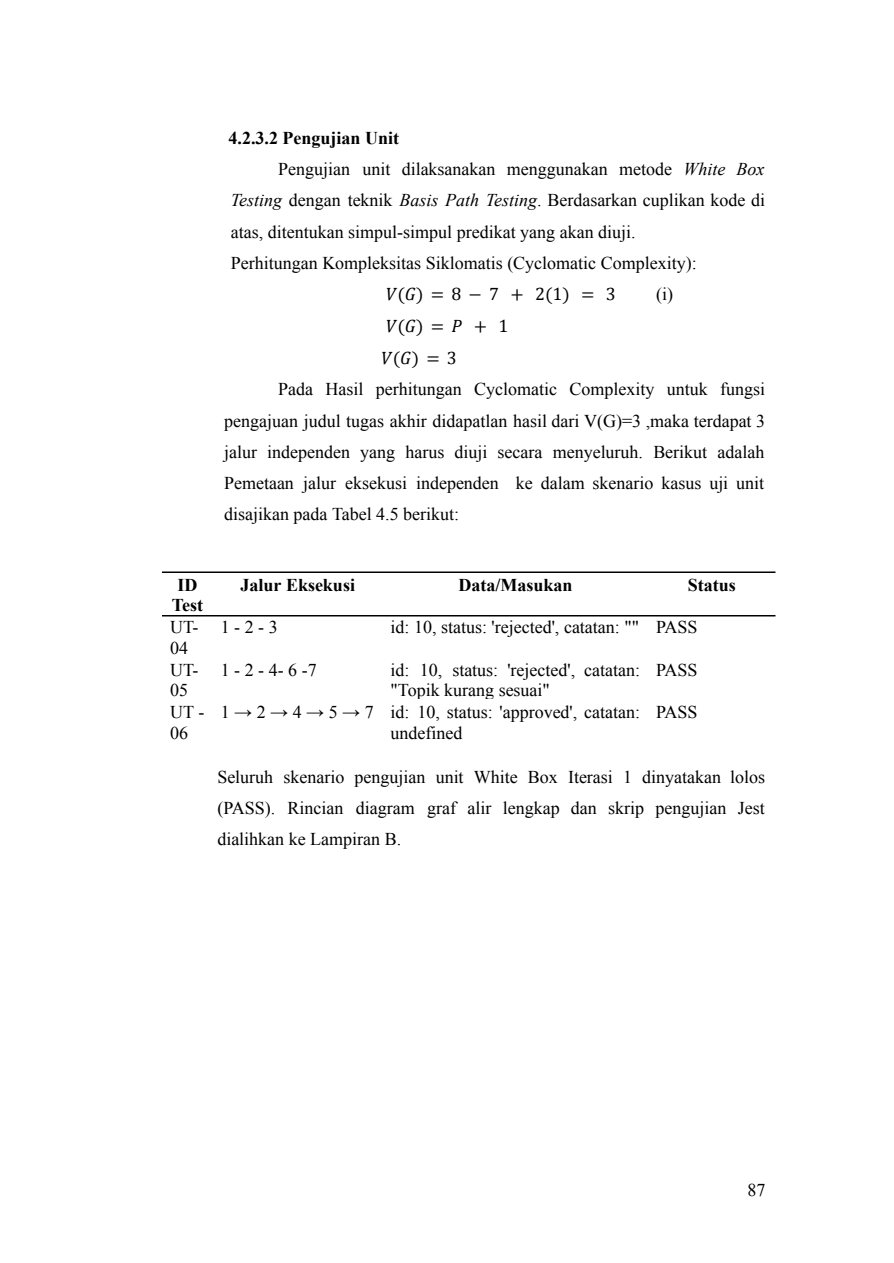 4.2.3.2 Pengujian Unit
Pengujian unit dilaksanakan menggunakan metode White Box
Testing dengan teknik Basis Path Testing. Berdasarkan cuplikan kode di
atas, ditentukan simpul-simpul predikat yang akan diuji.
Perhitungan Kompleksitas Siklomatis (Cyclomatic Complexity):
𝑉(𝐺) = 8 − 7 + 2(1) = 3 (i)
𝑉(𝐺) = 𝑃 + 1
𝑉(𝐺) = 3
Pada Hasil perhitungan Cyclomatic Complexity untuk fungsi
pengajuan judul tugas akhir didapatlan hasil dari V(G)=3 ,maka terdapat 3
jalur independen yang harus diuji secara menyeluruh. Berikut adalah
Pemetaan jalur eksekusi independen ke dalam skenario kasus uji unit
disajikan pada Tabel 4.5 berikut:
ID Jalur Eksekusi Data/Masukan Status
Test
UT- 1 - 2 - 3 id: 10, status: 'rejected', catatan: "" PASS
04
UT- 1 - 2 - 4- 6 -7 id: 10, status: 'rejected', catatan: PASS
05 "Topik kurang sesuai"
UT - 1 → 2 → 4 → 5 → 7 id: 10, status: 'approved', catatan: PASS
06 undefined
Seluruh skenario pengujian unit White Box Iterasi 1 dinyatakan lolos
(PASS). Rincian diagram graf alir lengkap dan skrip pengujian Jest
dialihkan ke Lampiran B.
87